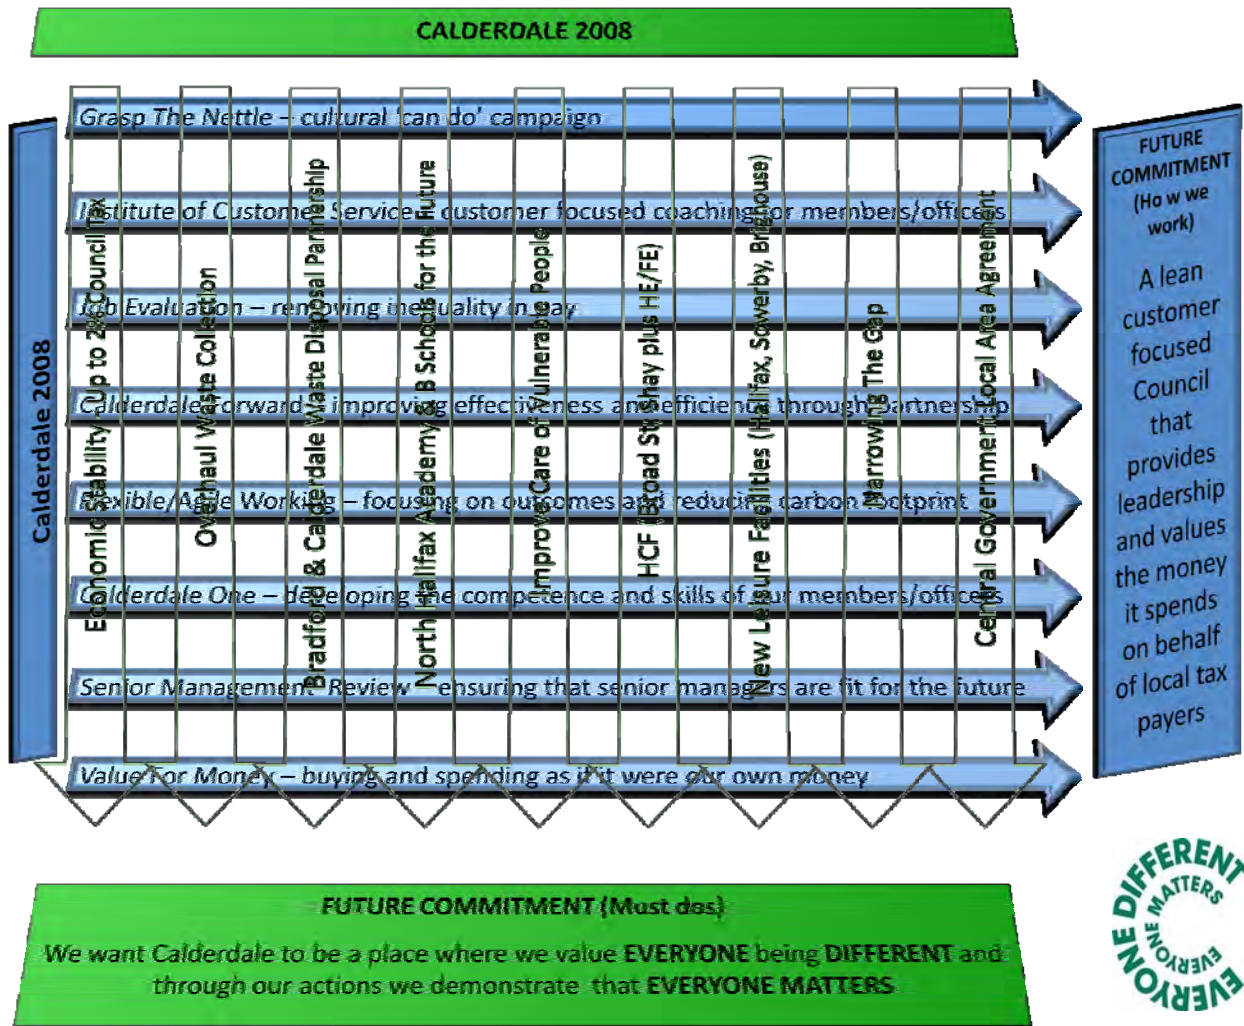 CALDERDALE 2008
Calderdale 2008
Grasp The Nettle – cultural 'can do' campaign
Institute of Customer Service – customer focused coaching for members/officers
Job Evaluation – removing inequality in pay
Calderdale Forward – improving effectiveness and efficiency through partnership
Flexible/Agile Working – focusing on outcomes and reducing carbon footprint
Calderdale One – developing the competence and skills of our members/officers
Senior Management Review – ensuring that senior managers are fit for the future
Value For Money – buying and spending as if it were our own money
Economic Stability – Up to 2% Council Tax
Overhaul Waste Collection
Bradford & Calderdale Waste Disposal Partnership
North Halifax Academy & B Schools for the Future
Improve Care of Vulnerable People
HCF (Broad St/Shay plus HE/FE)
New Leisure Facilities (Halifax, Sowerby, Brighouse)
Narrowing The Gap
Central Government Local Area Agreement
FUTURE
COMMITMENT
(Ho w we
work)
A lean
customer
focused
Council
that
provides
leadership
and values
the money
it spends
on behalf
of local tax
payers
FUTURE COMMITMENT (Must dos)
We want Calderdale to be a place where we value EVERYONE being DIFFERENT and
through our actions we demonstrate that EVERYONE MATTERS
EVERYONE DIFFERENT
EVERYONE MATTERS